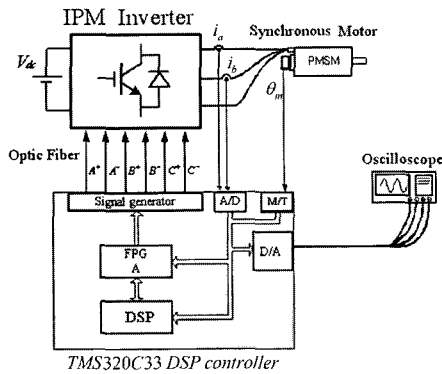 IPM Inverter
V_dc
i_a
i_b
θ_m
Synchronous Motor
PMSM
Optic Fiber
A⁺ A⁻ B⁺ B⁻ C⁺ C⁻
Oscilloscope
Signal generator
A/D
M/T
FPG
A
D/A
DSP
TMS320C33 DSP controller